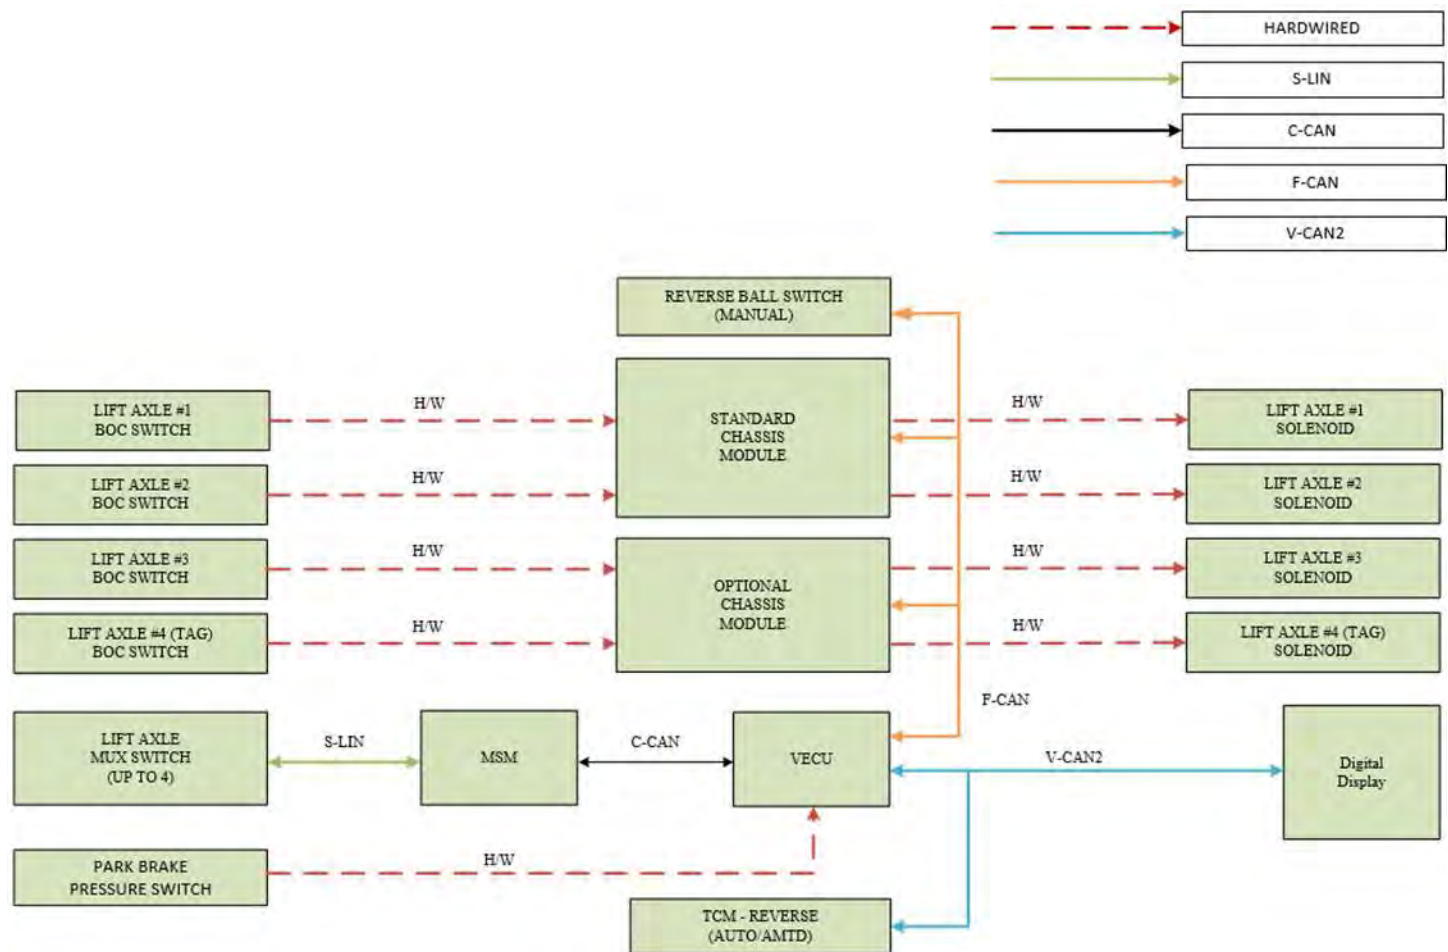 HARDWIRED
S-LIN
C-CAN
F-CAN
V-CAN2
REVERSE BALL SWITCH
(MANUAL)
LIFT AXLE #1
BOC SWITCH
H/W
STANDARD
CHASSIS
MODULE
H/W
LIFT AXLE #1
SOLENOID
LIFT AXLE #2
BOC SWITCH
H/W
H/W
LIFT AXLE #2
SOLENOID
LIFT AXLE #3
BOC SWITCH
H/W
OPTIONAL
CHASSIS
MODULE
H/W
LIFT AXLE #3
SOLENOID
LIFT AXLE #4 (TAG)
BOC SWITCH
H/W
H/W
LIFT AXLE #4 (TAG)
SOLENOID
F-CAN
LIFT AXLE
MUX SWITCH
(UP TO 4)
S-LIN
MSM
C-CAN
VECU
V-CAN2
Digital
Display
PARK BRAKE
PRESSURE SWITCH
H/W
TCM - REVERSE
(AUTO/AMTD)